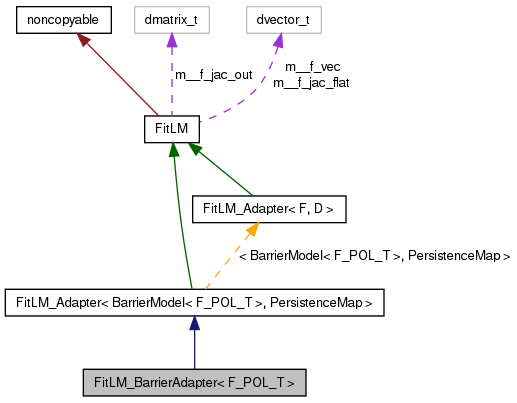 noncopyable
dmatrix_t
dvector_t
m__f_jac_out
m__f_vec
m__f_jac_flat
FitLM
FitLM_Adapter< F, D >
< BarrierModel< F_POL_T >, PersistenceMap >
FitLM_Adapter< BarrierModel< F_POL_T >, PersistenceMap >
FitLM_BarrierAdapter< F_POL_T >